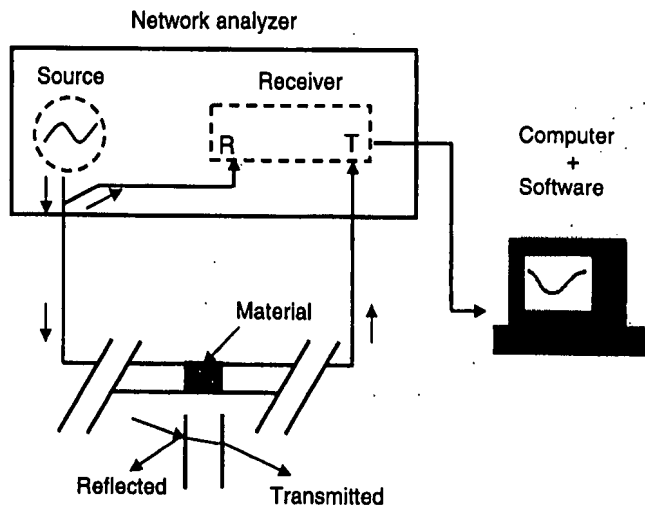 Network analyzer
Source
Receiver
R
T
Computer
+
Software
Material
Reflected
Transmitted